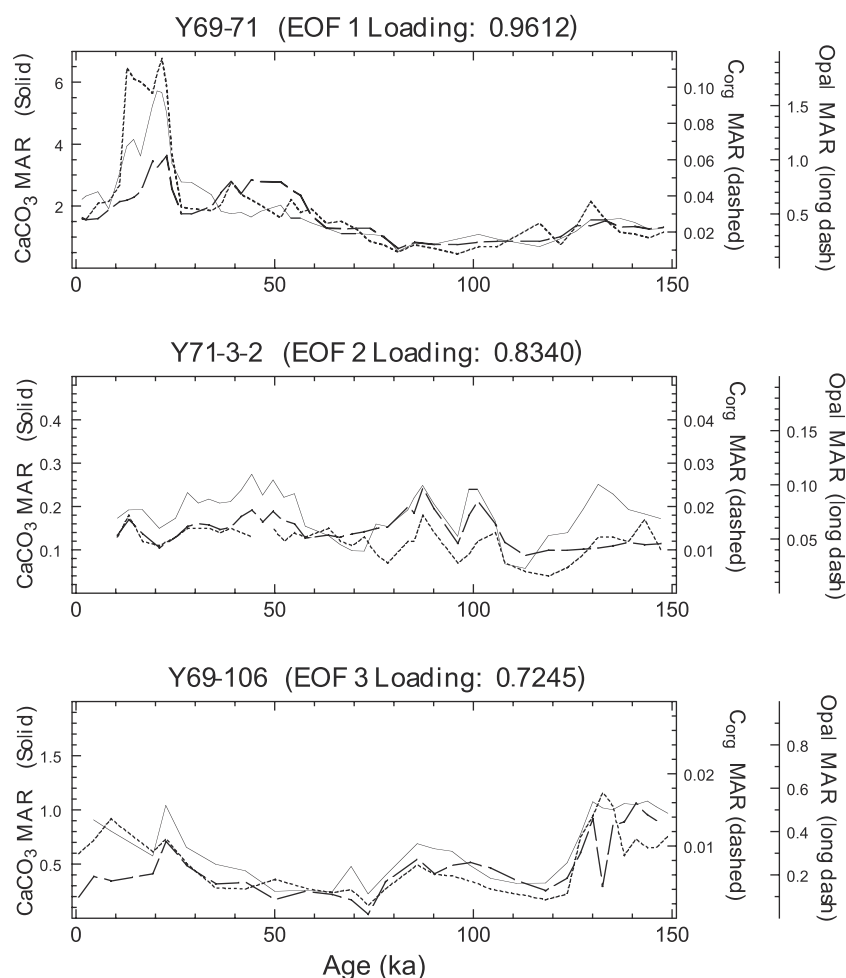 Y69-71 (EOF 1 Loading: 0.9612)
CaCO3 MAR (Solid)
6
4
2
0.10
0.08
0.06
0.04
0.02
Corg MAR (dashed)
1.5
1.0
0.5
Opal MAR (long dash)
0 50 100 150
Y71-3-2 (EOF 2 Loading: 0.8340)
CaCO3 MAR (Solid)
0.4
0.3
0.2
0.1
0.04
0.03
0.02
0.01
Corg MAR (dashed)
0.15
0.10
0.05
Opal MAR (long dash)
0 50 100 150
Y69-106 (EOF 3 Loading: 0.7245)
CaCO3 MAR (Solid)
1.5
1.0
0.5
0.02
0.01
Corg MAR (dashed)
0.8
0.6
0.4
0.2
Opal MAR (long dash)
0 50 100 150
Age (ka)